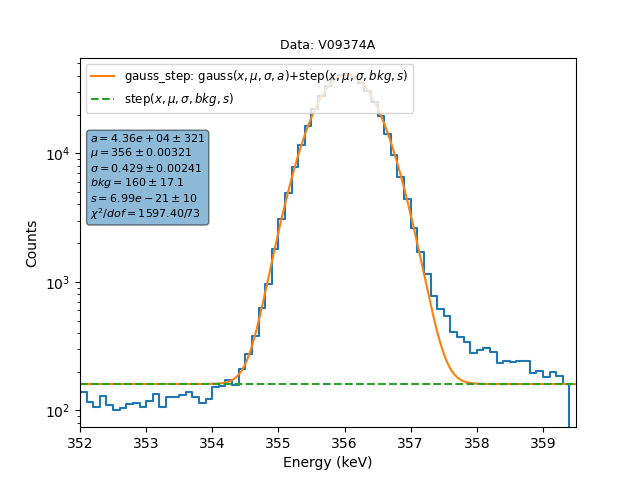 Data: V09374A
gauss_step: gauss(x, μ, σ, a)+step(x, μ, σ, bkg, s)
step(x, μ, σ, bkg, s)
a = 4.36e + 04 ± 321
μ = 356 ± 0.00321
σ = 0.429 ± 0.00241
bkg = 160 ± 17.1
s = 6.99e − 21 ± 10
χ²/dof = 1597.40/73
Counts
10⁴
10³
10²
352 353 354 355 356 357 358 359
Energy (keV)